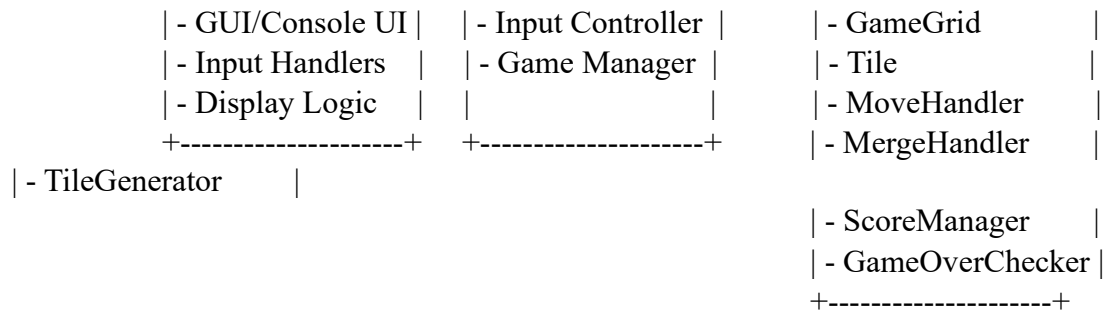 | - GUI/Console UI | | - Input Controller | | - GameGrid |
| - Input Handlers | | - Game Manager | | - Tile |
| - Display Logic | | | | - MoveHandler |
+---------------------+ +---------------------+ | - MergeHandler |
| - TileGenerator |
| - ScoreManager |
| - GameOverChecker |
+---------------------+